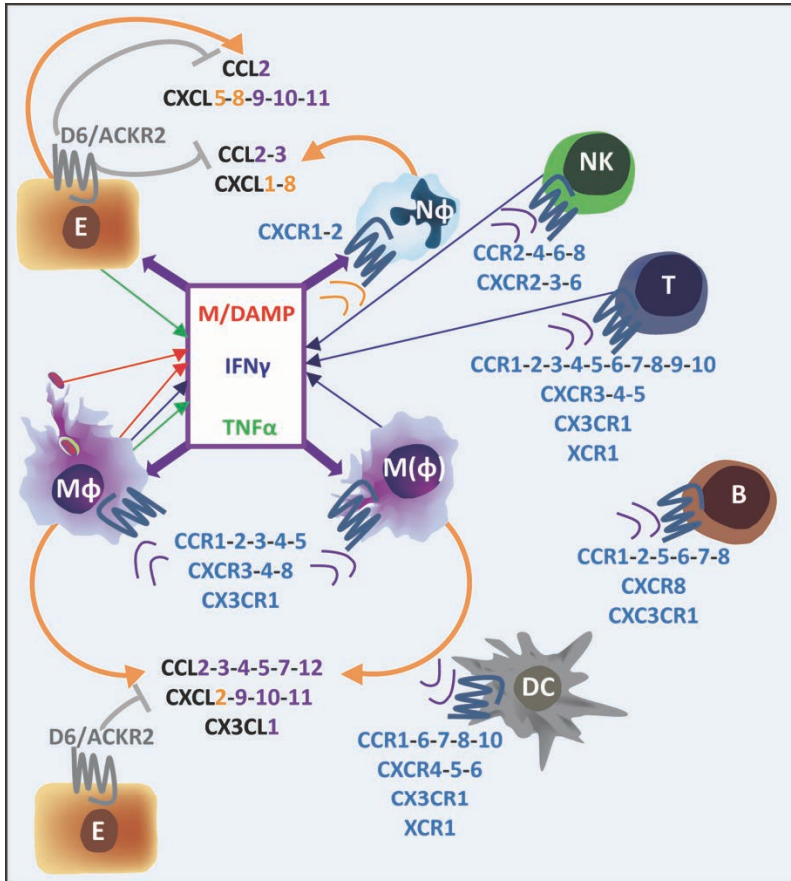 CCL2
CXCL5-8-9-10-11
D6/ACKR2
CCL2-3
CXCL1-8
E
Nϕ
CXCR1-2
NK
CCR2-4-6-8
CXCR2-3-6
T
CCR1-2-3-4-5-6-7-8-9-10
CXCR3-4-5
CX3CR1
XCR1
M/DAMP
IFNγ
TNFα
Mϕ
M(ϕ)
CCR1-2-3-4-5
CXCR3-4-8
CX3CR1
B
CCR1-2-5-6-7-8
CXCR8
CXC3CR1
CCL2-3-4-5-7-12
CXCL2-9-10-11
CX3CL1
D6/ACKR2
E
DC
CCR1-6-7-8-10
CXCR4-5-6
CX3CR1
XCR1